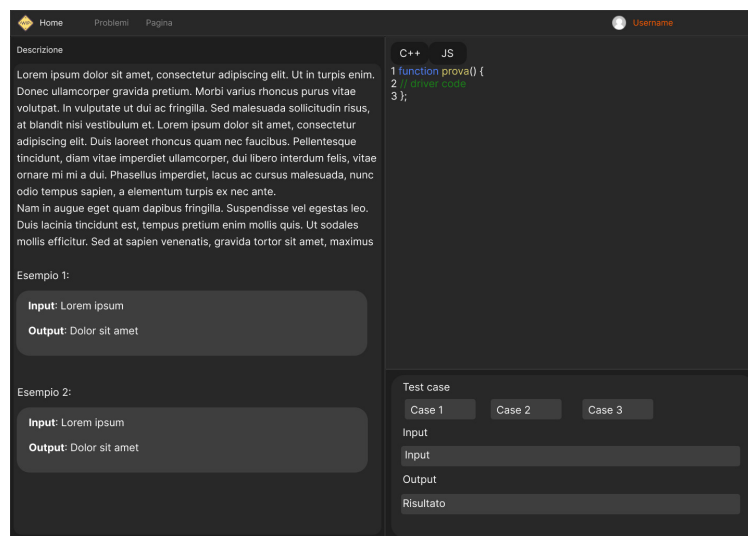 Home
Problemi
Pagina
Username
Descrizione
Lorem ipsum dolor sit amet, consectetur adipiscing elit. Ut in turpis enim.
Donec ullamcorper gravida pretium. Morbi varius rhoncus purus vitae
volutpat. In vulputate ut dui ac fringilla. Sed malesuada sollicitudin risus,
at blandit nisi vestibulum et. Lorem ipsum dolor sit amet, consectetur
adipiscing elit. Duis laoreet rhoncus quam nec faucibus. Pellentesque
tincidunt, diam vitae imperdiet ullamcorper, dui libero interdum felis, vitae
ornare mi mi a dui. Phasellus imperdiet, lacus ac cursus malesuada, nunc
odio tempus sapien, a elementum turpis ex nec ante.
Nam in augue eget quam dapibus fringilla. Suspendisse vel egestas leo.
Duis lacinia tincidunt est, tempus pretium enim mollis quis. Ut sodales
mollis efficitur. Sed at sapien venenatis, gravida tortor sit amet, maximus
Esempio 1:
Input: Lorem ipsum
Output: Dolor sit amet
Esempio 2:
Input: Lorem ipsum
Output: Dolor sit amet
C++ JS
1 function prova() {
2 // driver code
3 };
Test case
Case 1
Case 2
Case 3
Input
Input
Output
Risultato